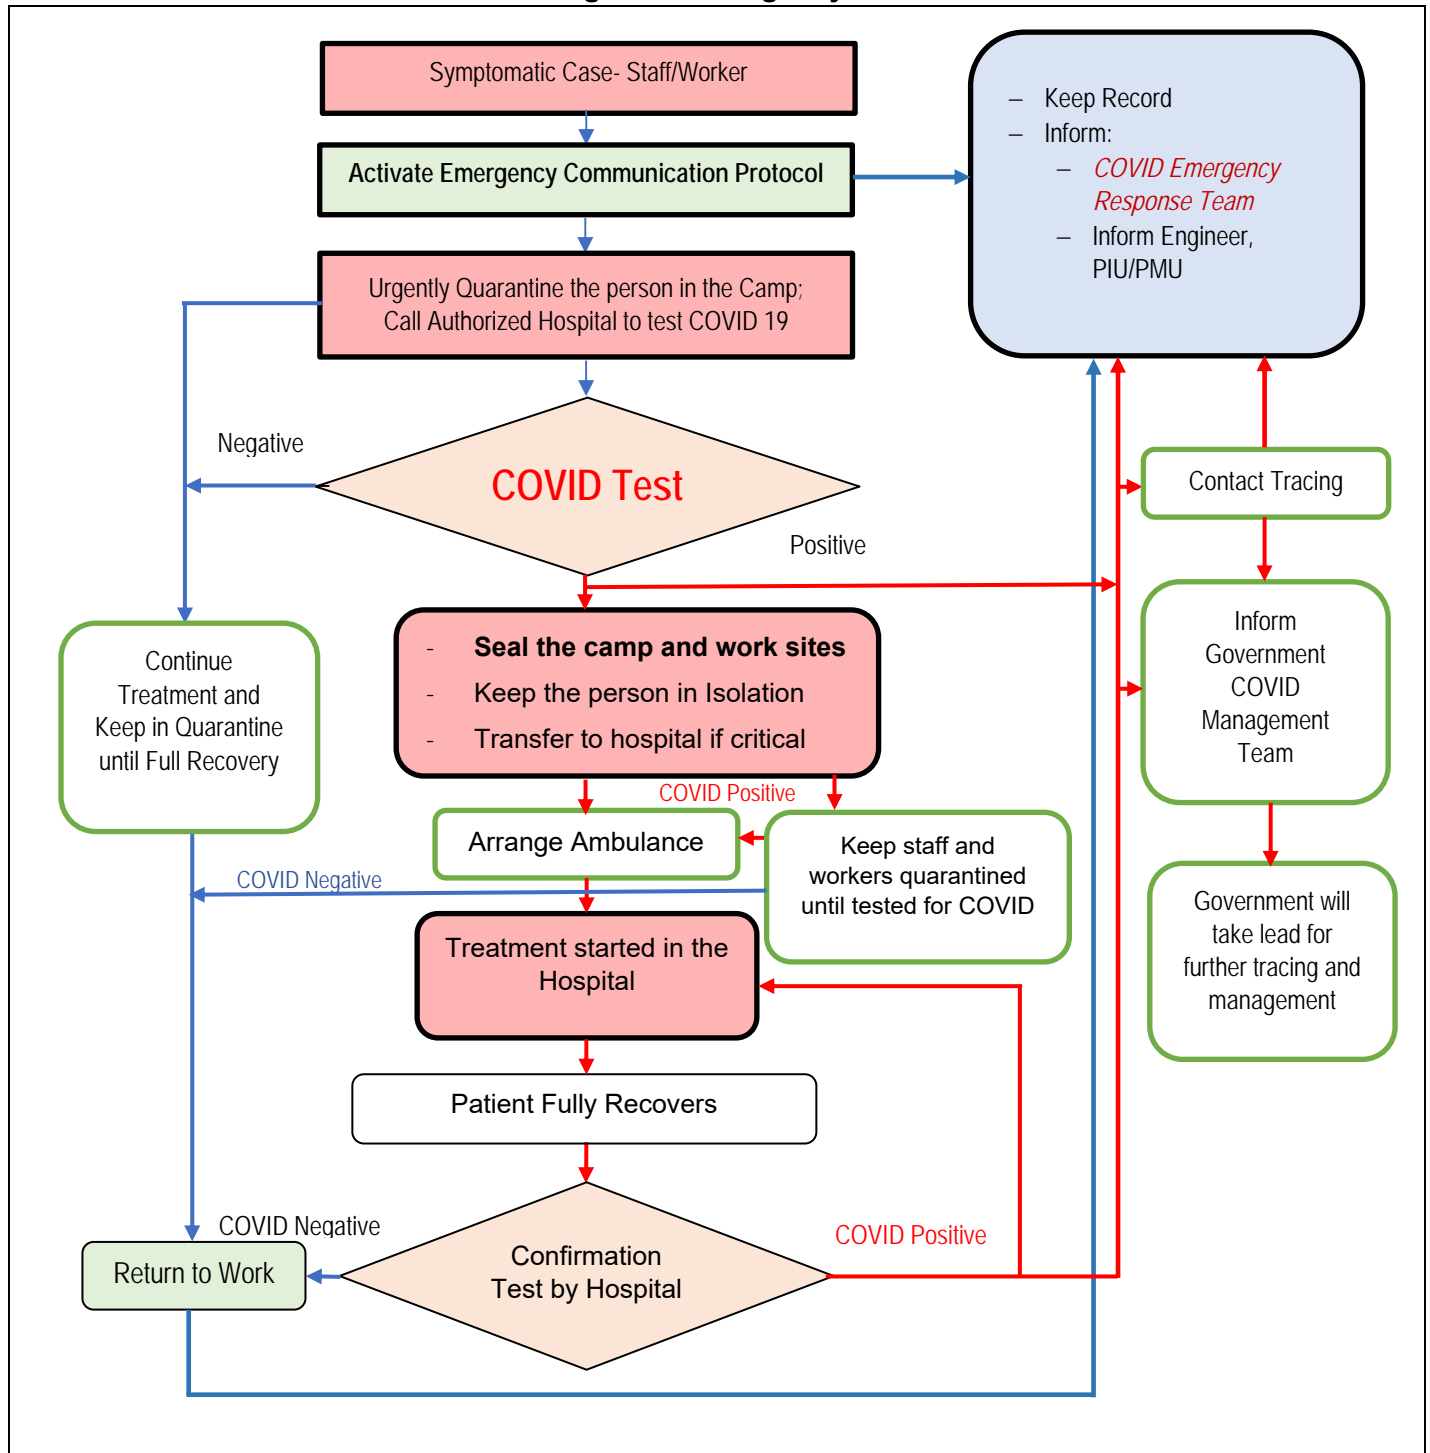 Symptomatic Case- Staff/Worker
Activate Emergency Communication Protocol
– Keep Record
– Inform:
– COVID Emergency
Response Team
– Inform Engineer,
PIU/PMU
Urgently Quarantine the person in the Camp;
Call Authorized Hospital to test COVID 19
Negative
COVID Test
Positive
Contact Tracing
Inform
Government
COVID
Management
Team
Continue
Treatment and
Keep in Quarantine
until Full Recovery
- Seal the camp and work sites
- Keep the person in Isolation
- Transfer to hospital if critical
COVID Positive
Arrange Ambulance
Keep staff and
workers quarantined
until tested for COVID
COVID Negative
Government will
take lead for
further tracing and
management
Treatment started in the
Hospital
Patient Fully Recovers
COVID Negative
COVID Positive
Confirmation
Test by Hospital
Return to Work